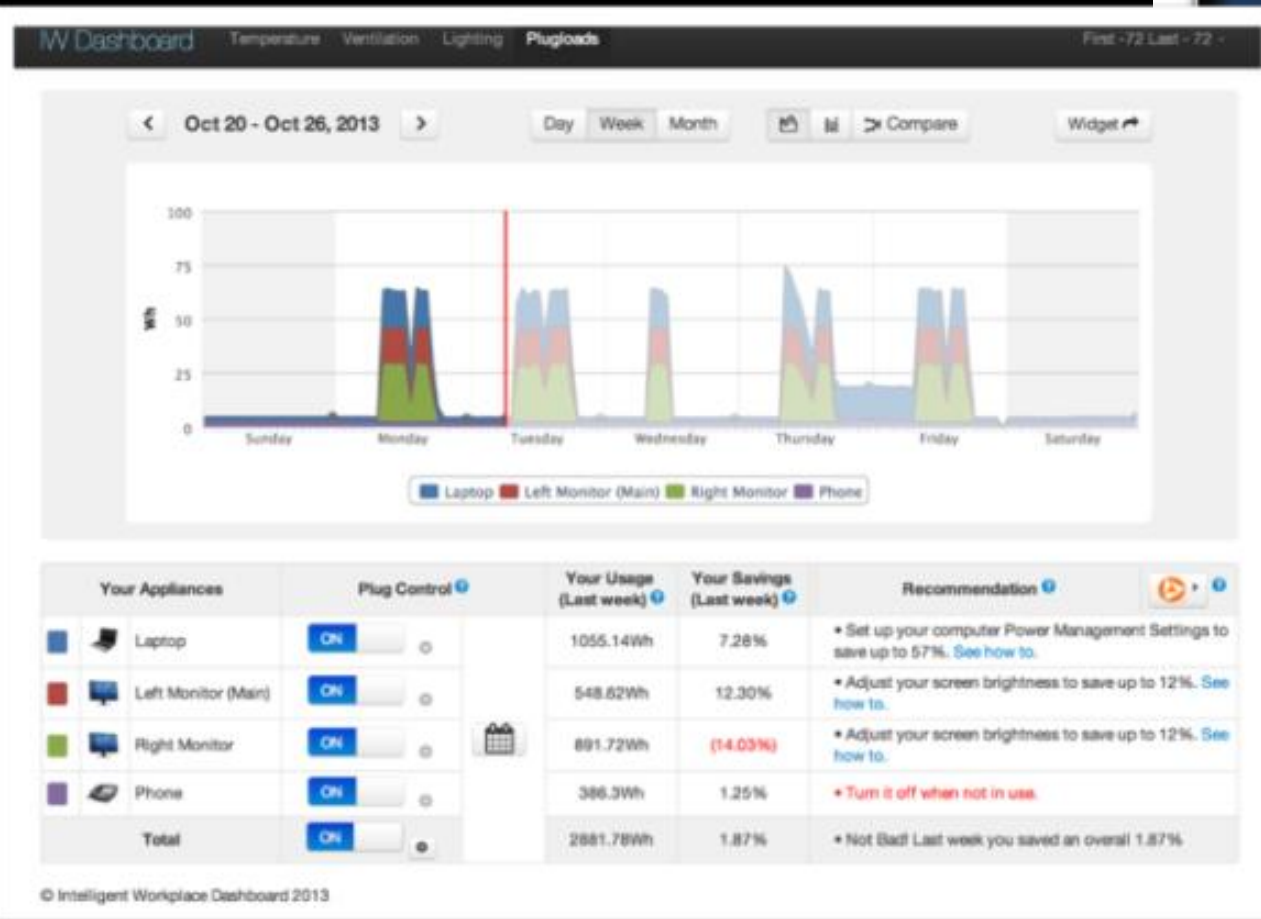 IW Dashboard Temperature Ventilation Lighting Plugloads First -72 Last - 72
Oct 20 - Oct 26, 2013 Day Week Month Compare Widget
100
75
50
25
0
Wh
Sunday Monday Tuesday Wednesday Thursday Friday Saturday
Laptop Left Monitor (Main) Right Monitor Phone
Your Appliances Plug Control Your Usage (Last week) Your Savings (Last week) Recommendation
Laptop ON 1055.14Wh 7.28% • Set up your computer Power Management Settings to save up to 57%. See how to.
Left Monitor (Main) ON 548.62Wh 12.30% • Adjust your screen brightness to save up to 12%. See how to.
Right Monitor ON 891.72Wh (14.03%) • Adjust your screen brightness to save up to 12%. See how to.
Phone ON 386.3Wh 1.25% • Turn it off when not in use.
Total ON 2881.78Wh 1.87% • Not Bad! Last week you saved an overall 1.87%
© Intelligent Workplace Dashboard 2013